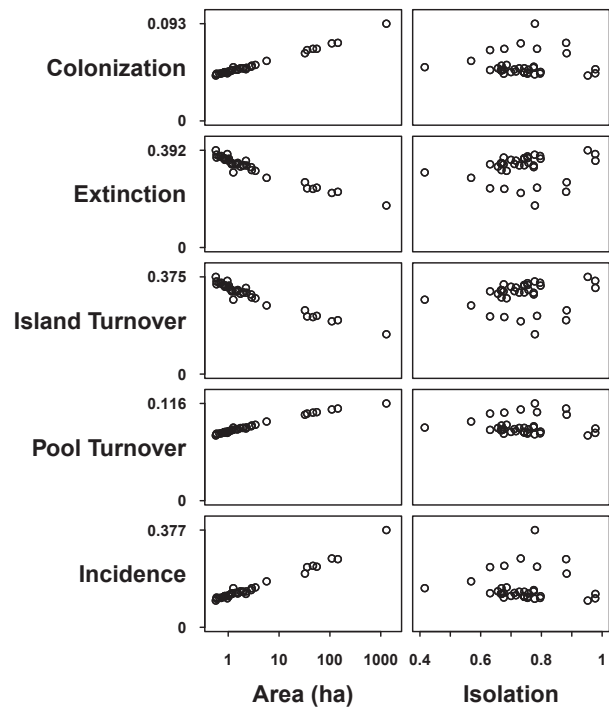 0.093
Colonization
0
0.392
Extinction
0
0.375
Island Turnover
0
0.116
Pool Turnover
0
0.377
Incidence
0
1 10 100 1000 0.4 0.6 0.8 1
Area (ha) Isolation